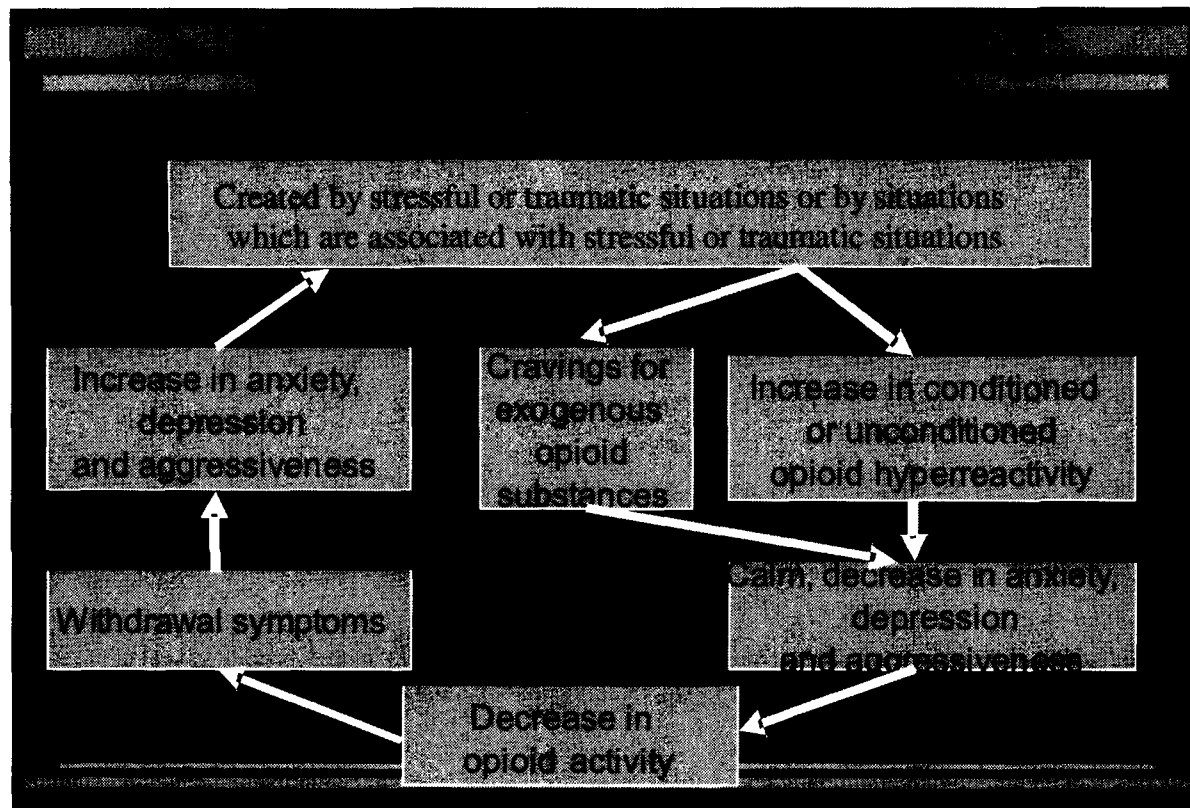 Created by stressful or traumatic situations or by situations
which are associated with stressful or traumatic situations
Increase in anxiety,
depression
and aggressiveness
Cravings for
exogenous
opioid
substances
Increase in conditioned
or unconditioned
opioid hyperreactivity
Withdrawal symptoms
Calm, decrease in anxiety,
depression
and aggressiveness
Decrease in
opioid activity